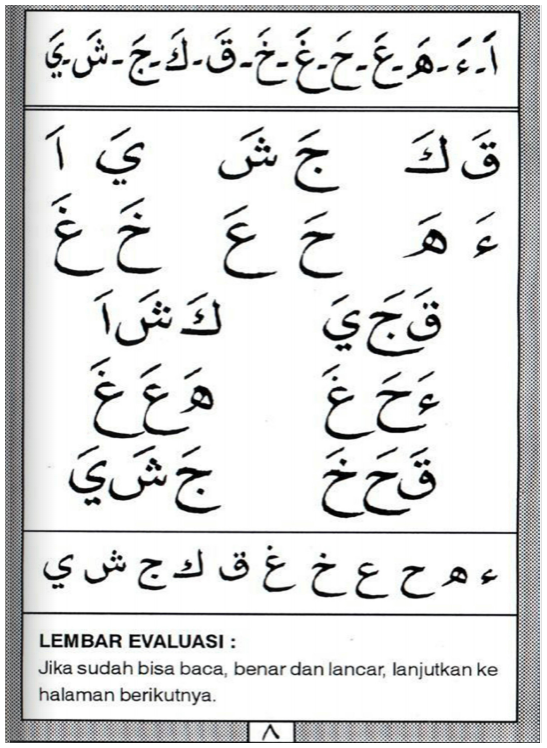 اَ - ءَ - هَ - عَ - حَ - غَ - خَ - قَ - كَ - جَ - شَ - يَ
قَ كَ جَ شَ يَ اَ
ءَ هَ حَ عَ خَ غَ
قَ جَ يَ كَ شَ اَ
ءَ حَ غَ هَ عَ غَ
قَ حَ خَ جَ شَ يَ
ء ه ح ع خ غ ق ك ج ش ي
LEMBAR EVALUASI :
Jika sudah bisa baca, benar dan lancar, lanjutkan ke
halaman berikutnya.
٨